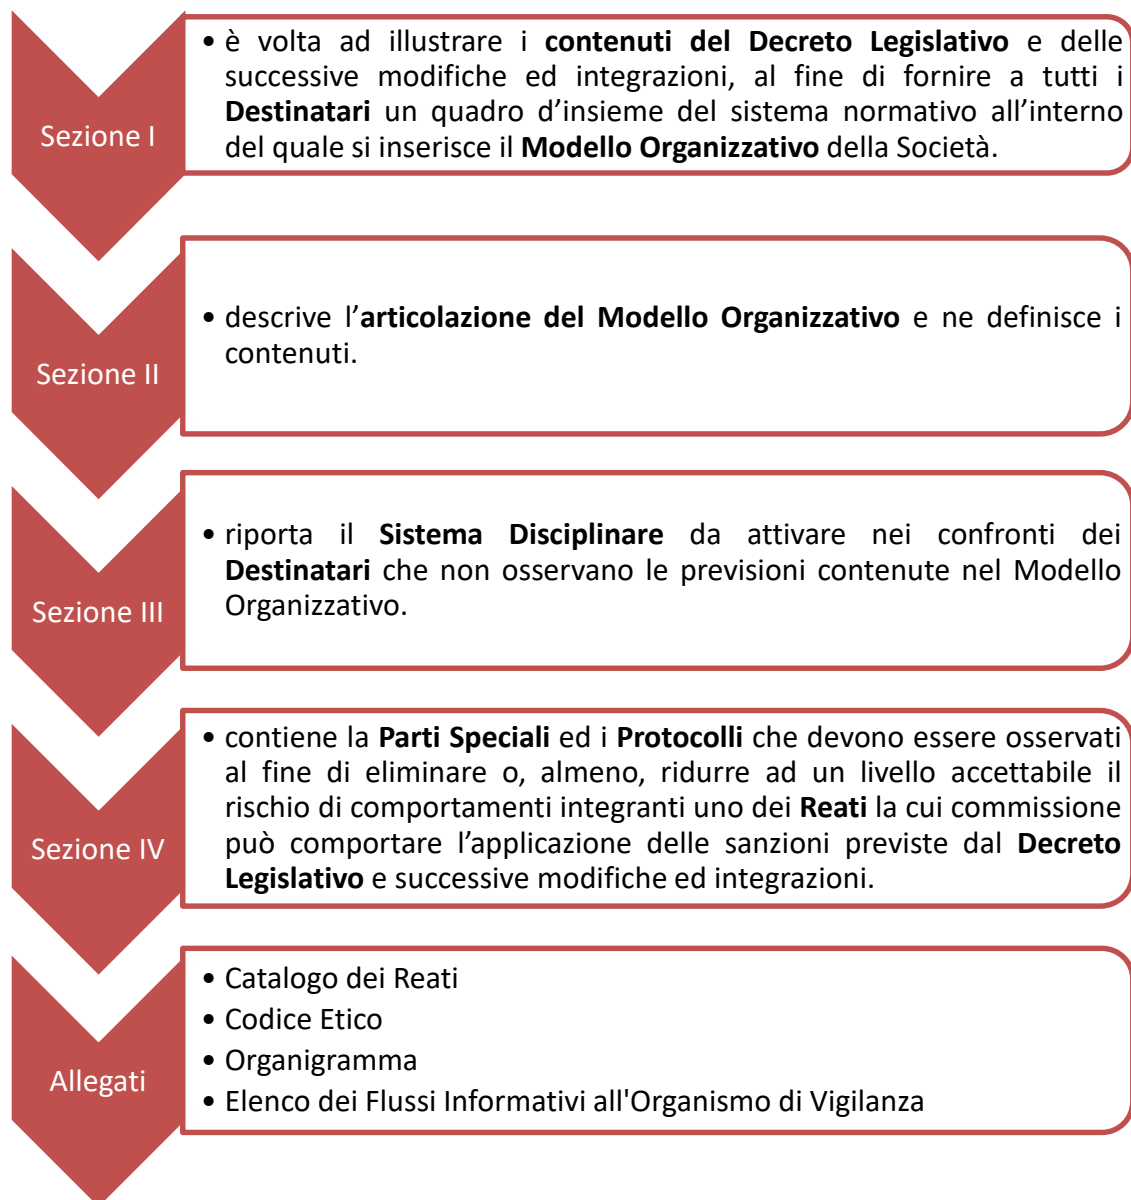 Sezione I
• è volta ad illustrare i contenuti del Decreto Legislativo e delle
successive modifiche ed integrazioni, al fine di fornire a tutti i
Destinatari un quadro d’insieme del sistema normativo all’interno
del quale si inserisce il Modello Organizzativo della Società.
Sezione II
• descrive l’articolazione del Modello Organizzativo e ne definisce i
contenuti.
Sezione III
• riporta il Sistema Disciplinare da attivare nei confronti dei
Destinatari che non osservano le previsioni contenute nel Modello
Organizzativo.
Sezione IV
• contiene la Parti Speciali ed i Protocolli che devono essere osservati
al fine di eliminare o, almeno, ridurre ad un livello accettabile il
rischio di comportamenti integranti uno dei Reati la cui commissione
può comportare l’applicazione delle sanzioni previste dal Decreto
Legislativo e successive modifiche ed integrazioni.
Allegati
• Catalogo dei Reati
• Codice Etico
• Organigramma
• Elenco dei Flussi Informativi all'Organismo di Vigilanza